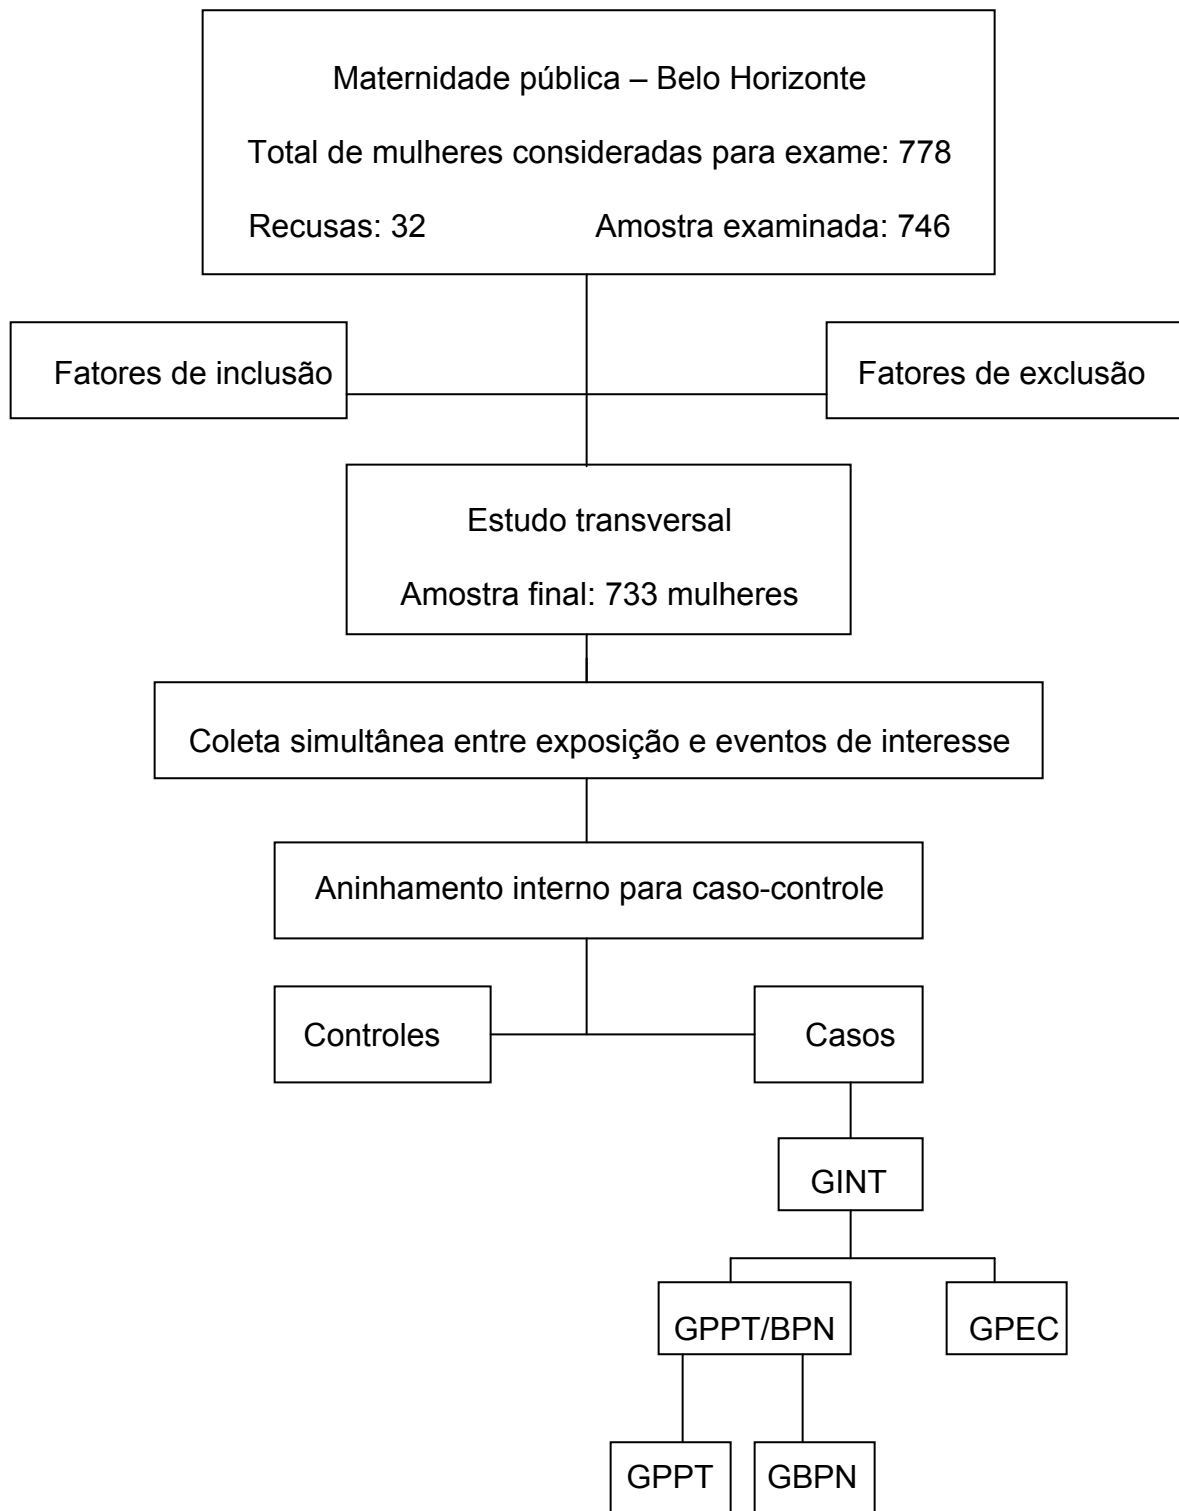 Maternidade pública – Belo Horizonte
Total de mulheres consideradas para exame: 778
Recusas: 32 Amostra examinada: 746
Fatores de inclusão
Fatores de exclusão
Estudo transversal
Amostra final: 733 mulheres
Coleta simultânea entre exposição e eventos de interesse
Aninhamento interno para caso-controle
Controles
Casos
GINT
GPPT/BPN
GPEC
GPPT
GBPN